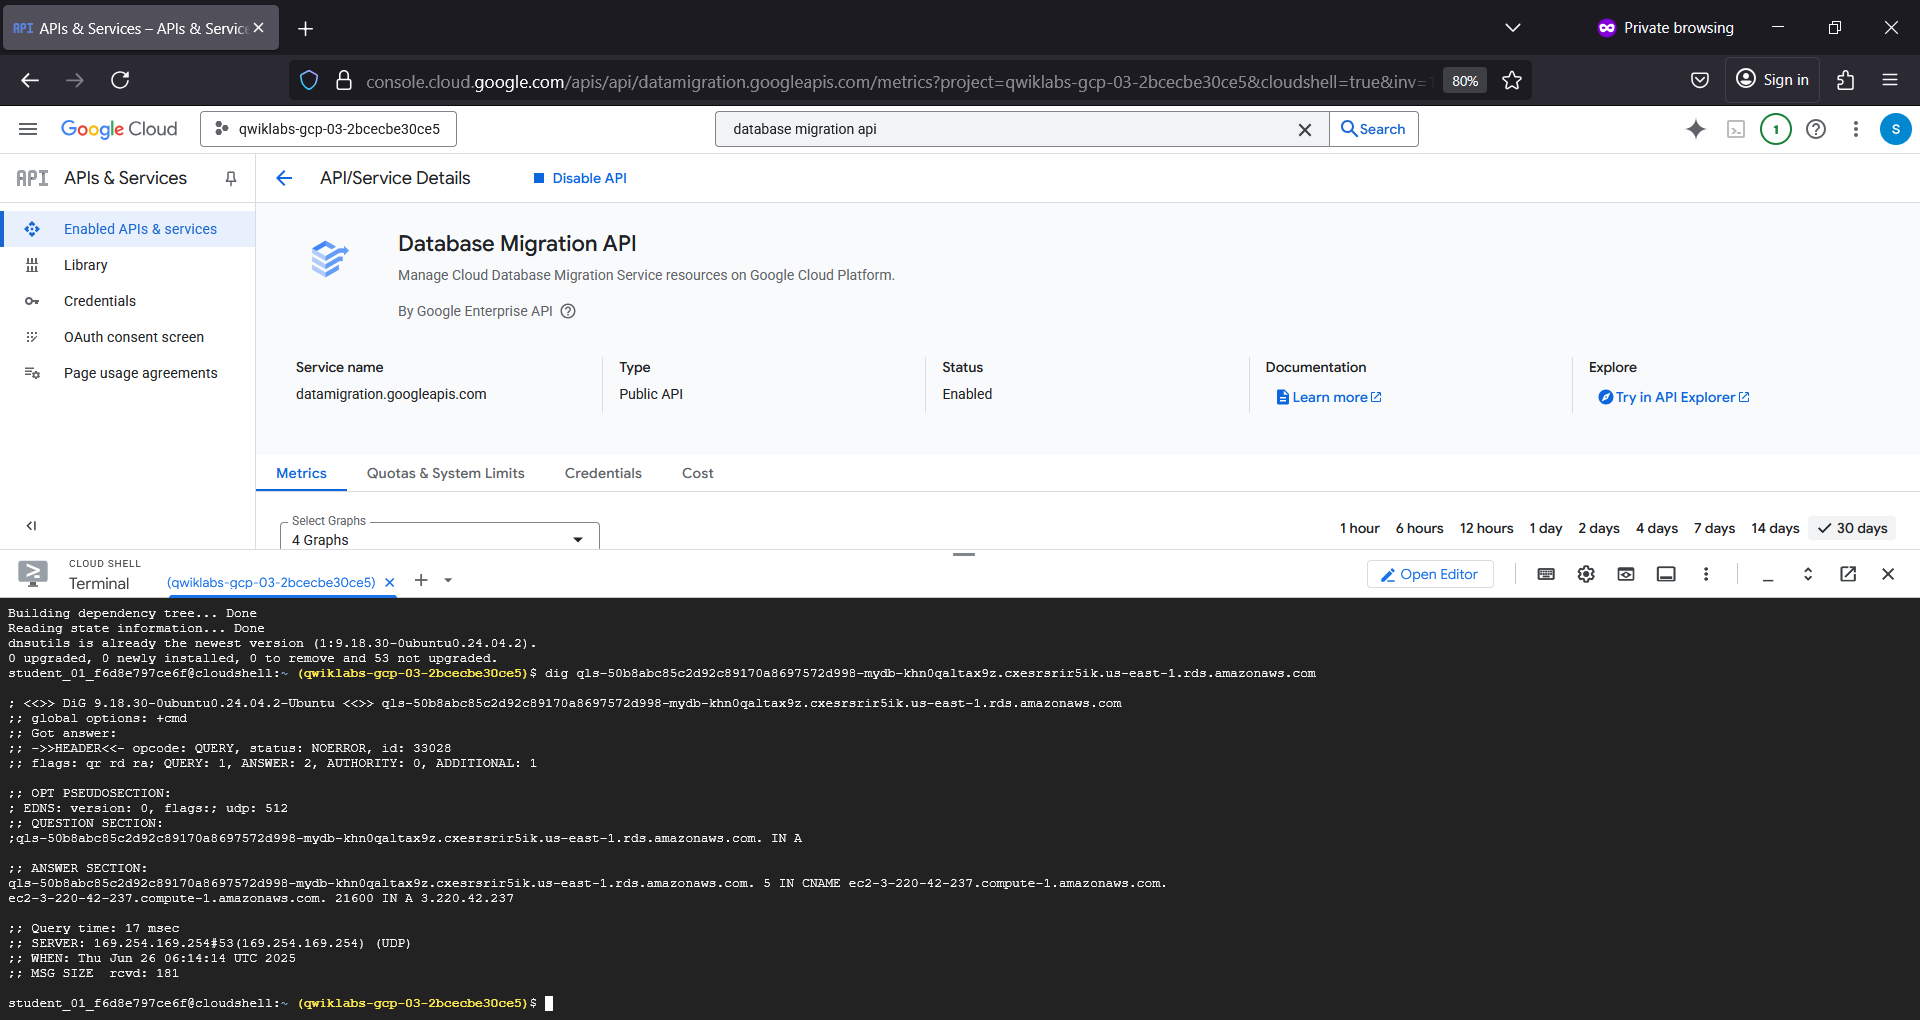 API APIs & Services – APIs & Servic
Private browsing
console.cloud.google.com/apis/api/datamigration.googleapis.com/metrics?project=qwiklabs-gcp-03-2bcecbe30ce5&cloudshell=true&inv=
80%
Sign in
Google Cloud
qwiklabs-gcp-03-2bcecbe30ce5
database migration api
Search
1
S
API APIs & Services
API/Service Details
Disable API
Enabled APIs & services
Library
Credentials
OAuth consent screen
Page usage agreements
Database Migration API
Manage Cloud Database Migration Service resources on Google Cloud Platform.
By Google Enterprise API
Service name
datamigration.googleapis.com
Type
Public API
Status
Enabled
Documentation
Learn more
Explore
Try in API Explorer
Metrics Quotas & System Limits Credentials Cost
Select Graphs
4 Graphs
1 hour 6 hours 12 hours 1 day 2 days 4 days 7 days 14 days 30 days
CLOUD SHELL
Terminal
(qwiklabs-gcp-03-2bcecbe30ce5)
Open Editor
Building dependency tree... Done
Reading state information... Done
dnsutils is already the newest version (1:9.18.30-0ubuntu0.24.04.2).
0 upgraded, 0 newly installed, 0 to remove and 53 not upgraded.
student_01_f6d8e797ce6f@cloudshell:~ (qwiklabs-gcp-03-2bcecbe30ce5)$ dig qls-50b8abc85c2d92c89170a8697572d998-mydb-khn0qaltax9z.cxesrsrir5ik.us-east-1.rds.amazonaws.com
; <<>> DiG 9.18.30-0ubuntu0.24.04.2-Ubuntu <<>> qls-50b8abc85c2d92c89170a8697572d998-mydb-khn0qaltax9z.cxesrsrir5ik.us-east-1.rds.amazonaws.com
;; global options: +cmd
;; Got answer:
;; ->>HEADER<<- opcode: QUERY, status: NOERROR, id: 33028
;; flags: qr rd ra; QUERY: 1, ANSWER: 2, AUTHORITY: 0, ADDITIONAL: 1
;; OPT PSEUDOSECTION:
; EDNS: version: 0, flags:; udp: 512
;; QUESTION SECTION:
;qls-50b8abc85c2d92c89170a8697572d998-mydb-khn0qaltax9z.cxesrsrir5ik.us-east-1.rds.amazonaws.com. IN A
;; ANSWER SECTION:
qls-50b8abc85c2d92c89170a8697572d998-mydb-khn0qaltax9z.cxesrsrir5ik.us-east-1.rds.amazonaws.com. 5 IN CNAME ec2-3-220-42-237.compute-1.amazonaws.com.
ec2-3-220-42-237.compute-1.amazonaws.com. 21600 IN A 3.220.42.237
;; Query time: 17 msec
;; SERVER: 169.254.169.254#53(169.254.169.254) (UDP)
;; WHEN: Thu Jun 26 06:14:14 UTC 2025
;; MSG SIZE rcvd: 181
student_01_f6d8e797ce6f@cloudshell:~ (qwiklabs-gcp-03-2bcecbe30ce5)$